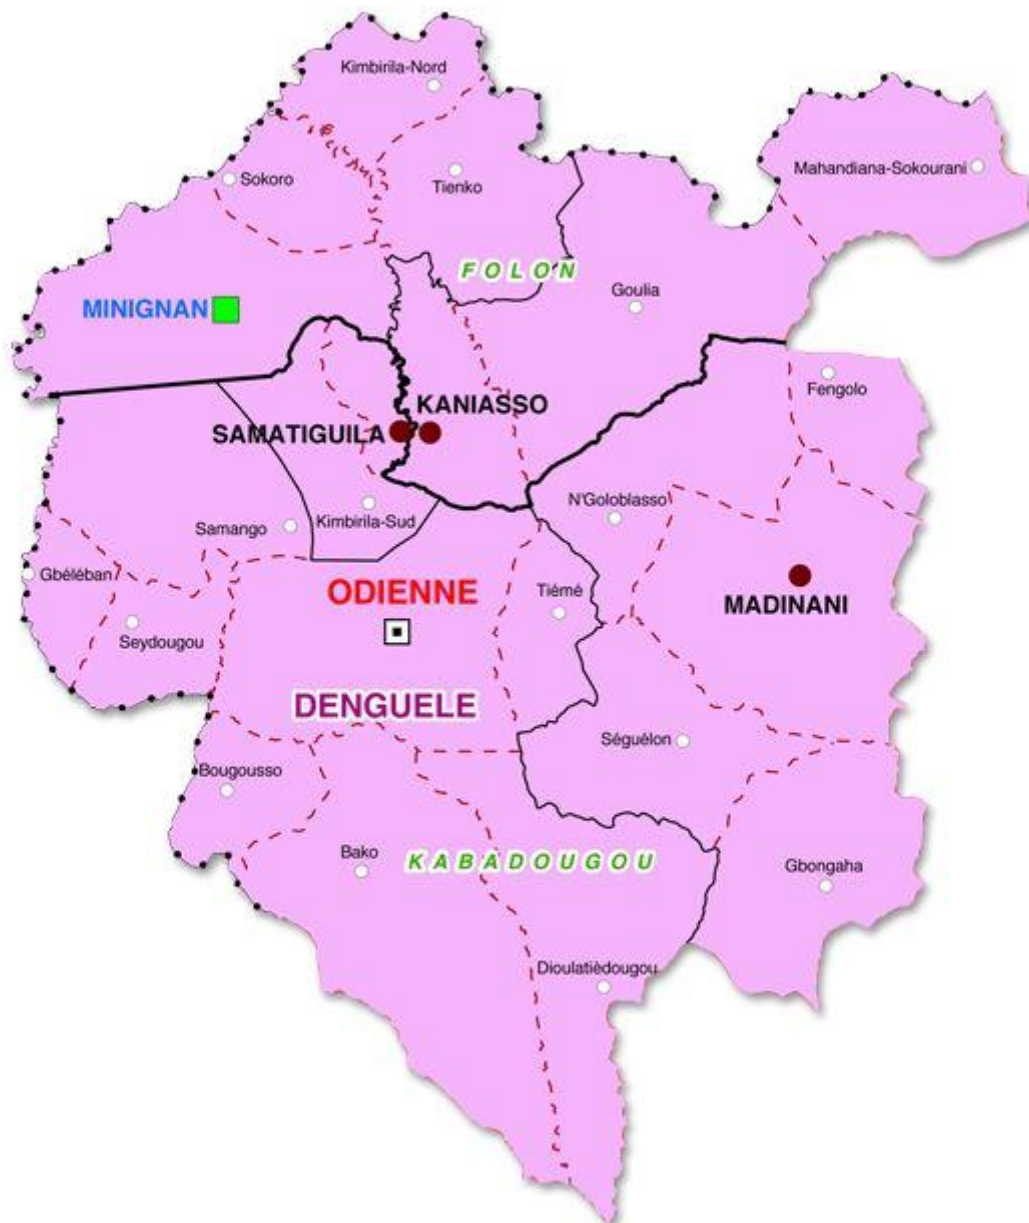 Kimbirila-Nord
Mahandiana-Sokourani
Sokoro
Tienko
FOLON
Goulia
MINIGNAN
Fengolo
KANIASSO
SAMATIGUILA
N'Goloblasso
Kimbirila-Sud
Samango
Gbéléban
ODIENNE
Tiémé
MADINANI
Seydougou
DENGUELE
Séguélon
Bougousso
Bako
KABADOUGOU
Gbongaha
Dioulatièdougou